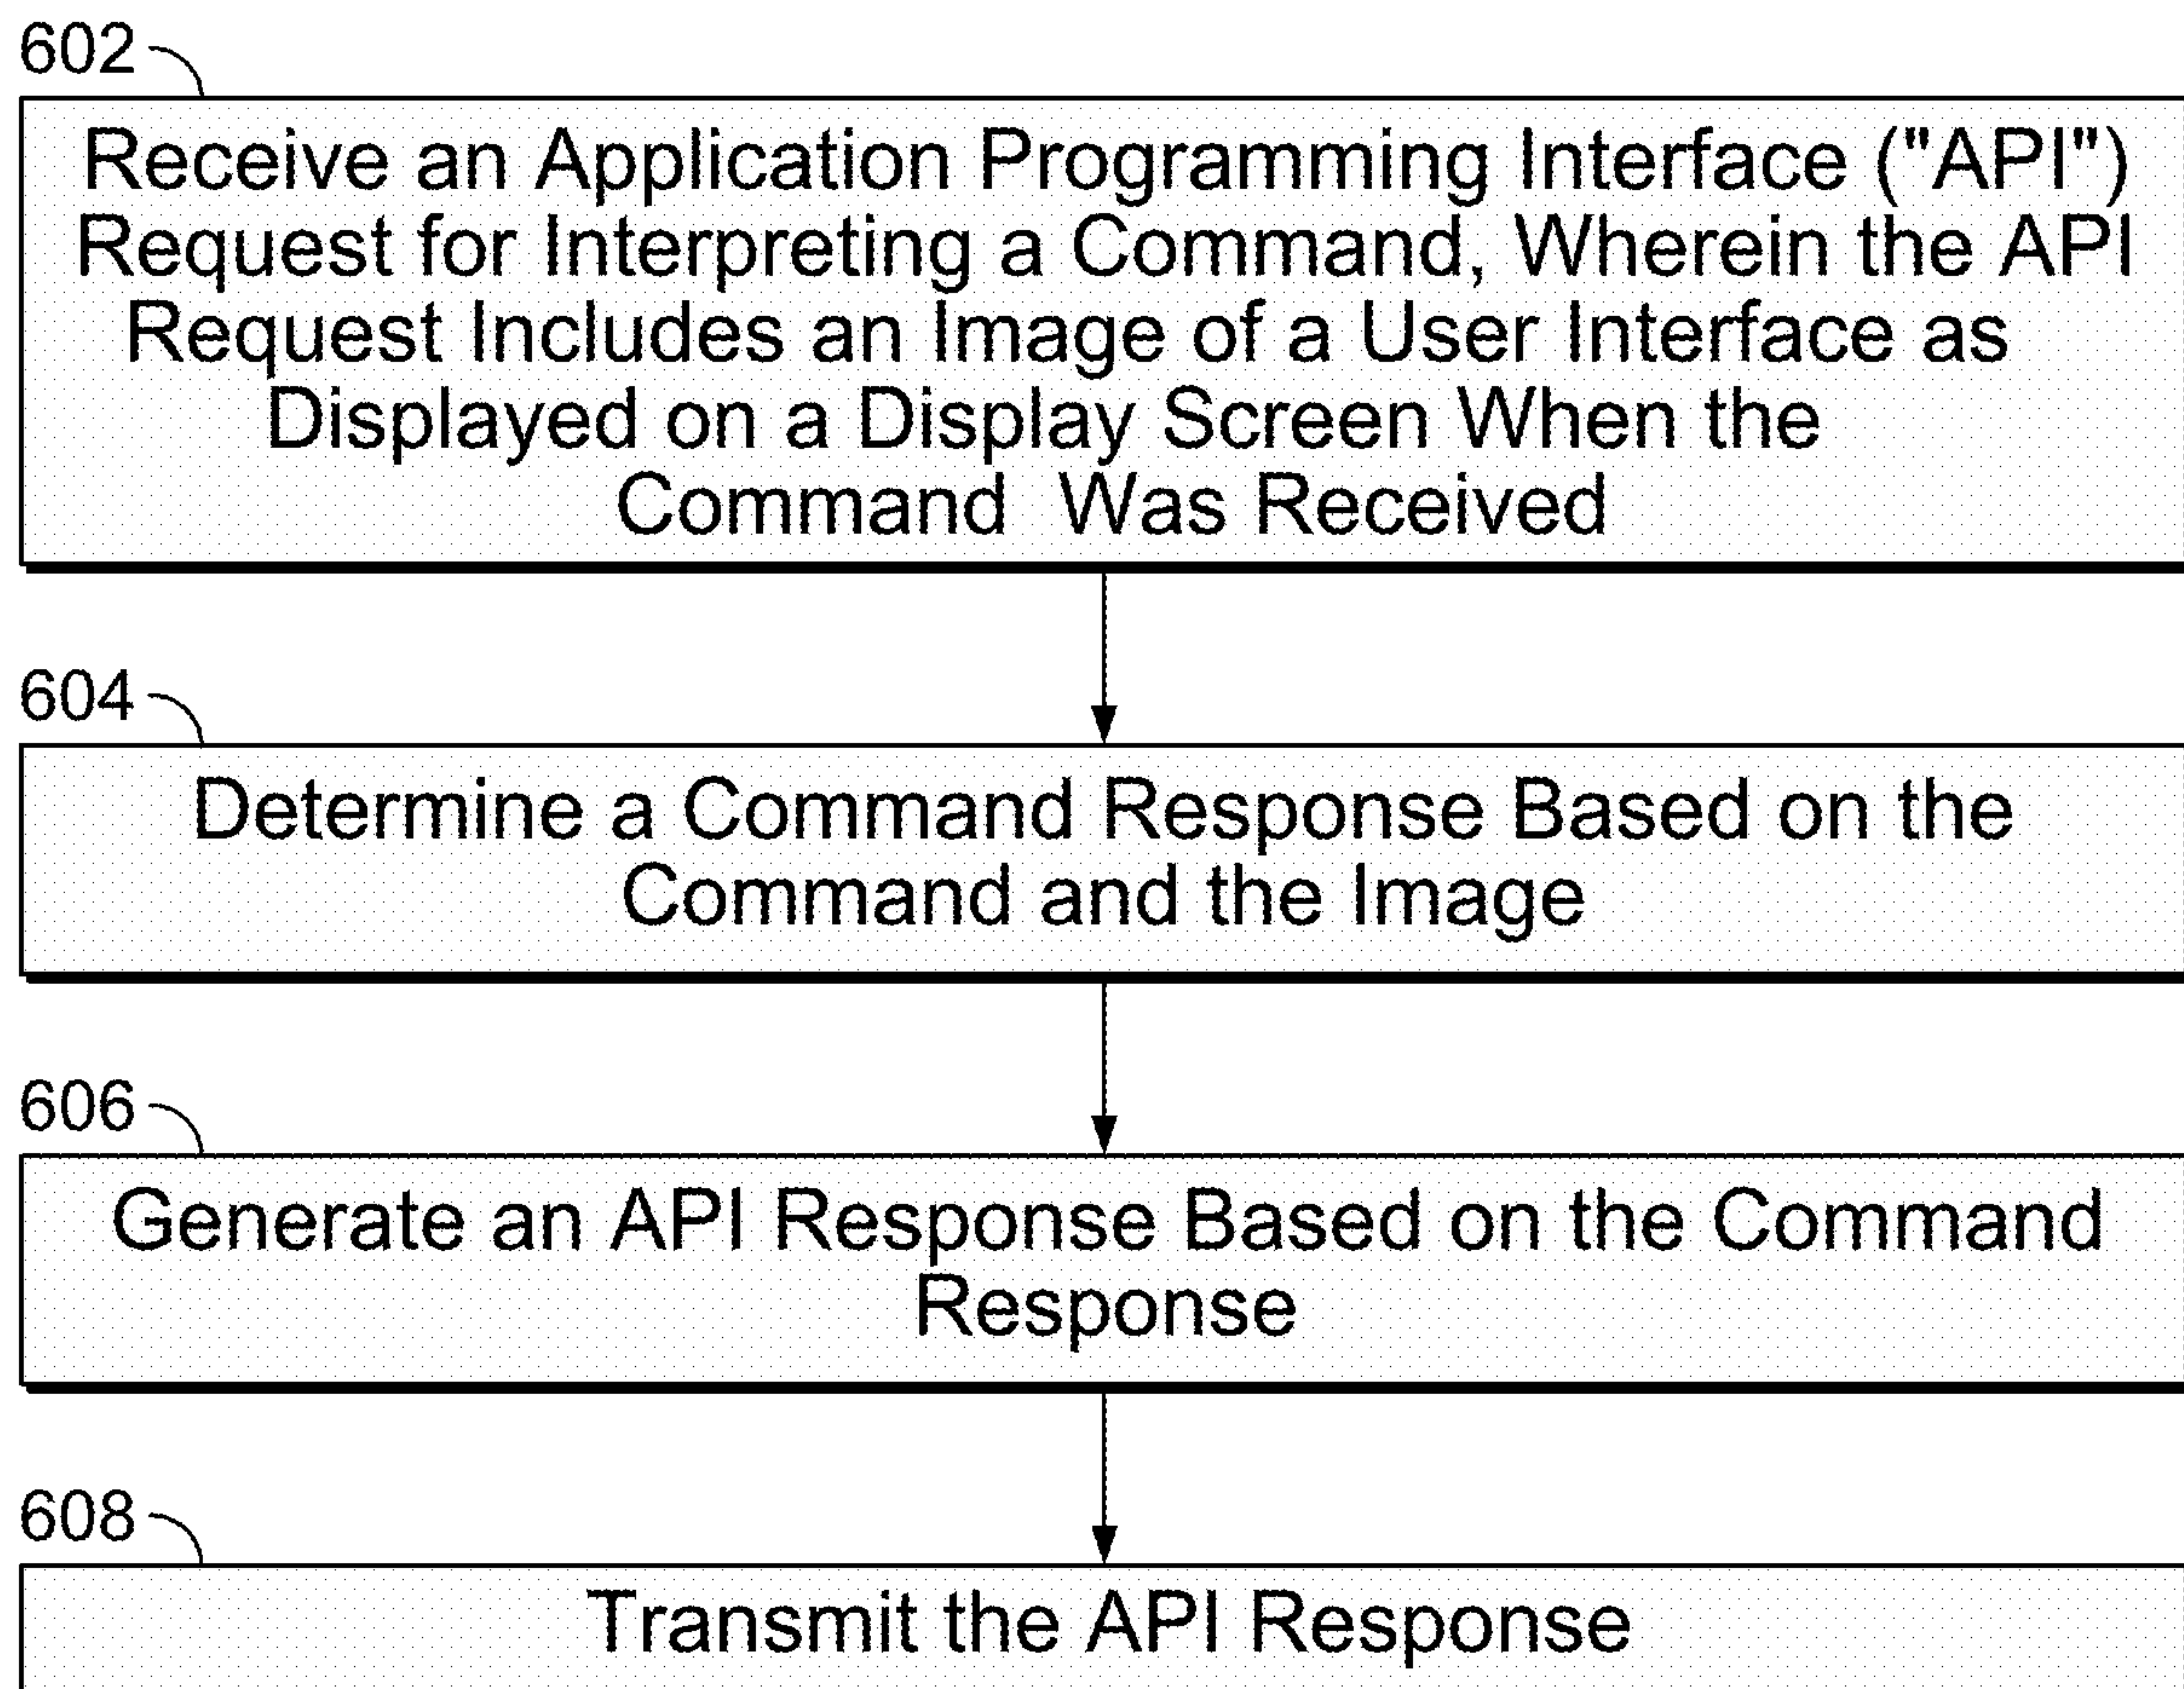 602
Receive an Application Programming Interface ("API")
Request for Interpreting a Command, Wherein the API
Request Includes an Image of a User Interface as
Displayed on a Display Screen When the
Command Was Received
604
Determine a Command Response Based on the
Command and the Image
606
Generate an API Response Based on the Command
Response
608
Transmit the API Response